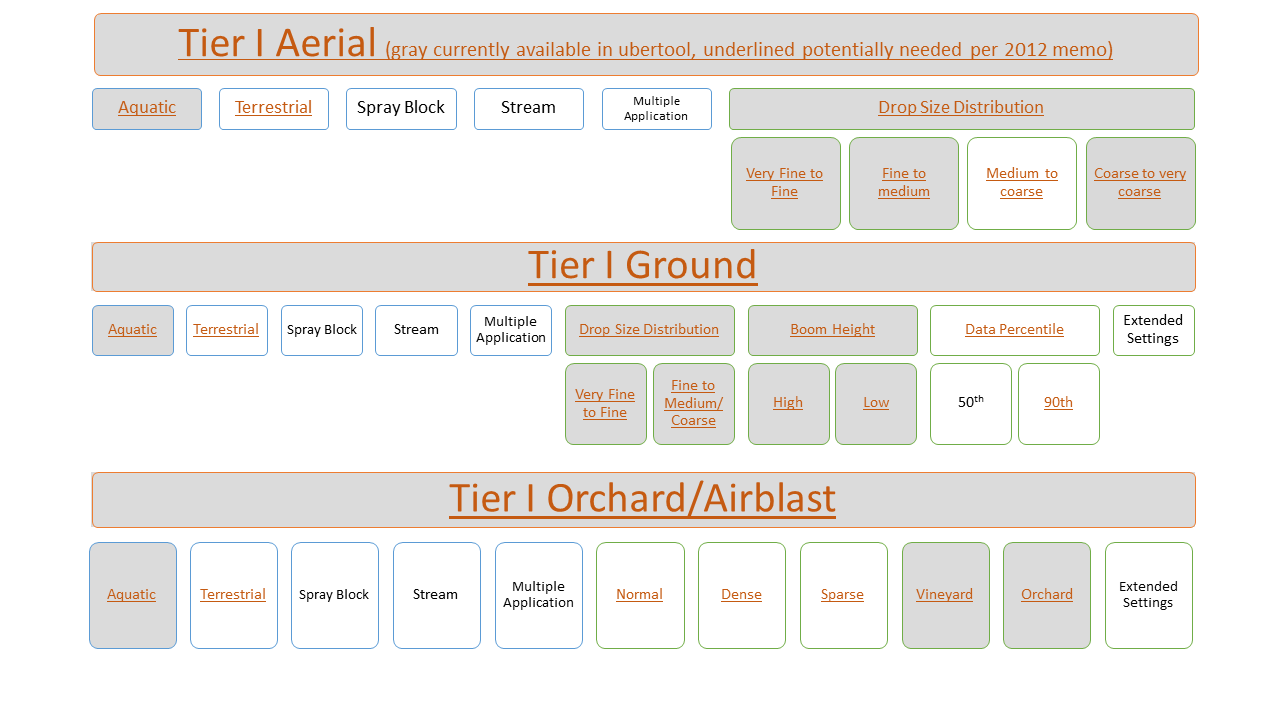 Tier I Aerial (gray currently available in ubertool, underlined potentially needed per 2012 memo)
Aquatic
Terrestrial
Spray Block
Stream
Multiple
Application
Drop Size Distribution
Very Fine to
Fine
Fine to
medium
Medium to
coarse
Coarse to very
coarse
Tier I Ground
Aquatic
Terrestrial
Spray Block
Stream
Multiple
Application
Drop Size Distribution
Boom Height
Data Percentile
Extended
Settings
Very Fine
to Fine
Fine to
Medium/
Coarse
High
Low
50th
90th
Tier I Orchard/Airblast
Aquatic
Terrestrial
Spray Block
Stream
Multiple
Application
Normal
Dense
Sparse
Vineyard
Orchard
Extended
Settings